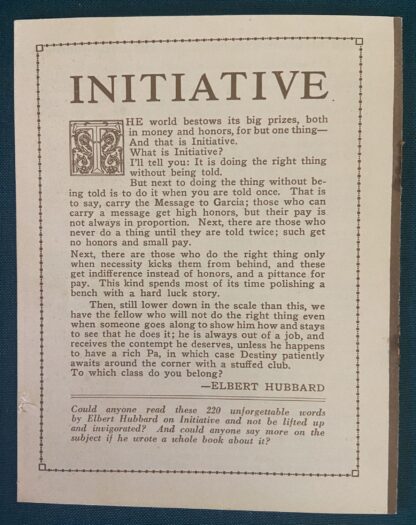 INITIATIVE
THE world bestows its big prizes, both
in money and honors, for but one thing—
And that is Initiative.
What is Initiative?
I'll tell you: It is doing the right thing
without being told.
But next to doing the thing without be-
ing told is to do it when you are told once. That is
to say, carry the Message to Garcia; those who can
carry a message get high honors, but their pay is
not always in proportion. Next, there are those who
never do a thing until they are told twice; such get
no honors and small pay.
Next, there are those who do the right thing only
when necessity kicks them from behind, and these
get indifference instead of honors, and a pittance for
pay. This kind spends most of its time polishing a
bench with a hard luck story.
Then, still lower down in the scale than this, we
have the fellow who will not do the right thing even
when someone goes along to show him how and stays
to see that he does it; he is always out of a job, and
receives the contempt he deserves, unless he happens
to have a rich Pa, in which case Destiny patiently
awaits around the corner with a stuffed club.
To which class do you belong?
—ELBERT HUBBARD
Could anyone read these 220 unforgettable words
by Elbert Hubbard on Initiative and not be lifted up
and invigorated? And could anyone say more on the
subject if he wrote a whole book about it?